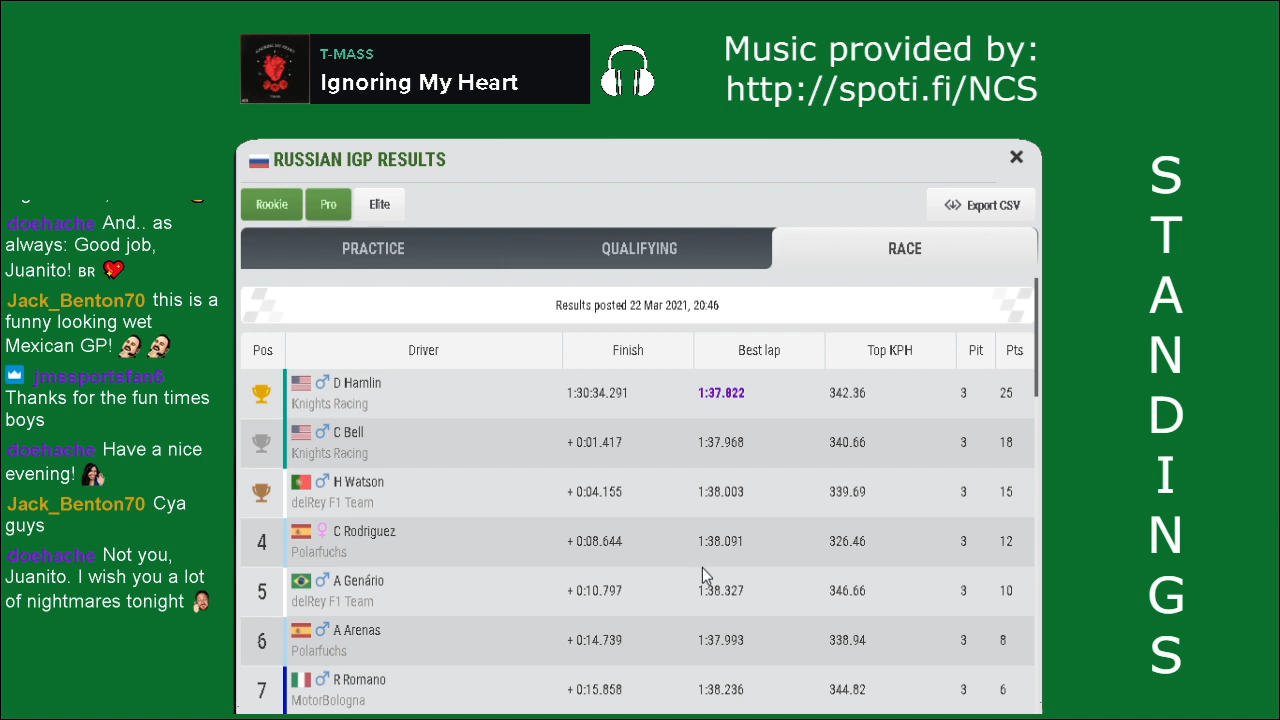 T-MASS
Ignoring My Heart
Music provided by:
http://spoti.fi/NCS
doehache And.. as
always: Good job,
Juanito! BR
Jack_Benton70 this is a
funny looking wet
Mexican GP!
jmssportsfan6
Thanks for the fun times
boys
doehache Have a nice
evening!
Jack_Benton70 Cya
guys
doehache Not you,
Juanito. I wish you a lot
of nightmares tonight
RUSSIAN IGP RESULTS
Rookie Pro Elite Export CSV
PRACTICE QUALIFYING RACE
Results posted 22 Mar 2021, 20:46
Pos Driver Finish Best lap Top KPH Pit Pts
D Hamlin
Knights Racing
1:30:34.291 1:37.822 342.36 3 25
C Bell
Knights Racing
+ 0:01.417 1:37.968 340.66 3 18
H Watson
delRey F1 Team
+ 0:04.155 1:38.003 339.69 3 15
4 C Rodriguez
Polarfuchs
+ 0:08.644 1:38.091 326.46 3 12
5 A Genário
delRey F1 Team
+ 0:10.797 1:38.327 346.66 3 10
6 A Arenas
Polarfuchs
+ 0:14.739 1:37.993 338.94 3 8
7 R Romano
MotorBologna
+ 0:15.858 1:38.236 344.82 3 6
STANDINGS